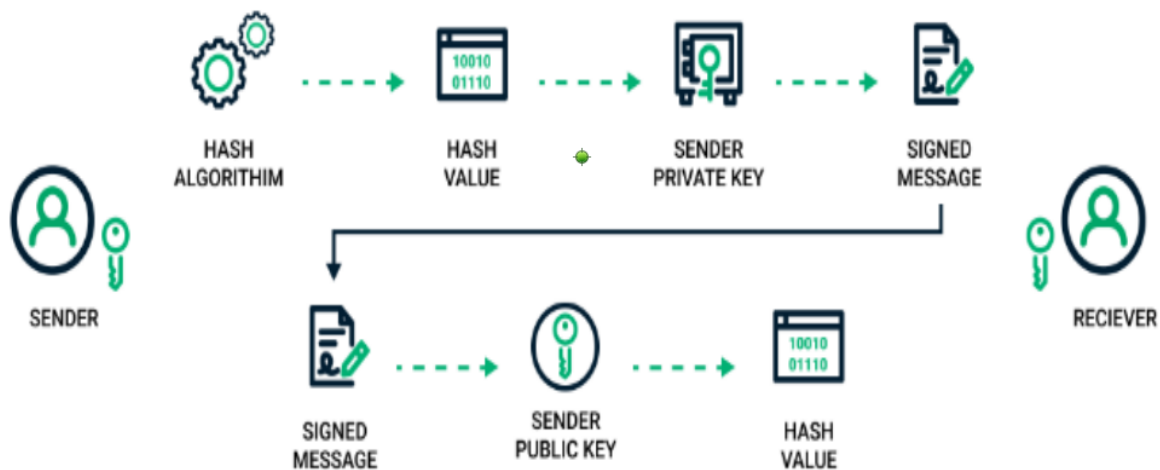 10010
01110
HASH
ALGORITHIM
HASH
VALUE
SENDER
PRIVATE KEY
SIGNED
MESSAGE
SENDER
RECIEVER
10010
01110
SIGNED
MESSAGE
SENDER
PUBLIC KEY
HASH
VALUE